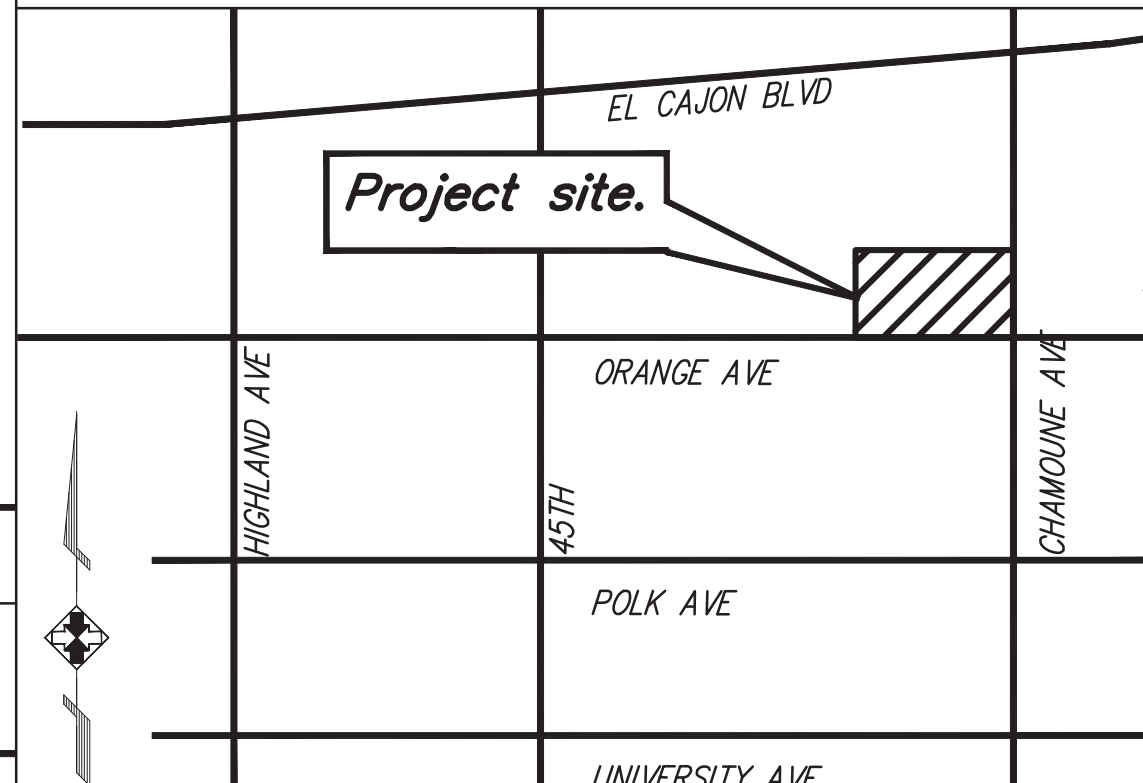 EL CAJON BLVD
Project site.
ORANGE AVE
HIGHLAND AVE
45TH
CHAMOUNE AVE
POLK AVE
UNIVERSITY AVE